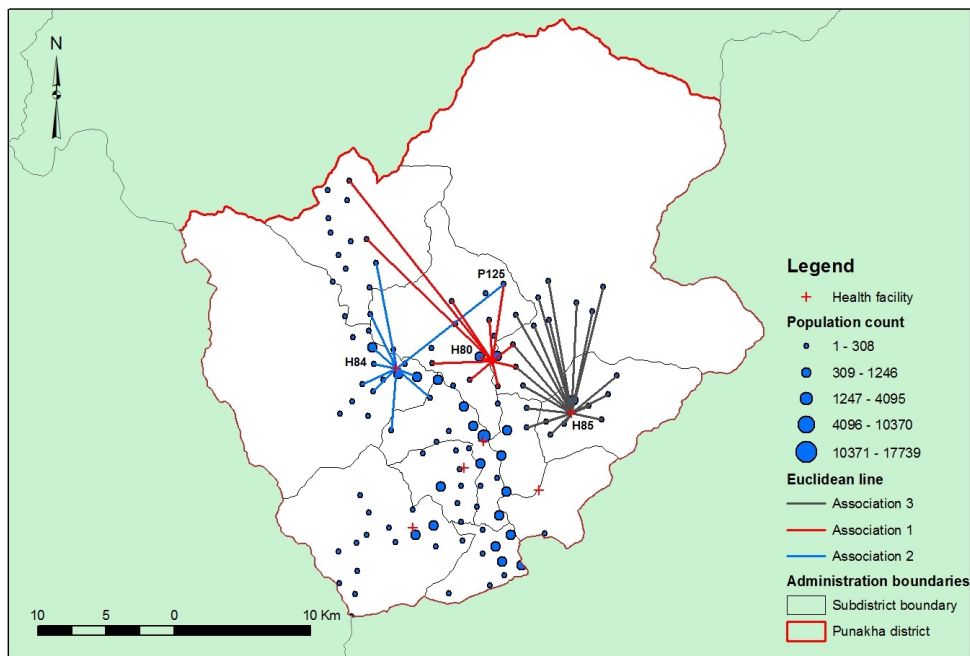 N
P125
H80
H84
H85
Legend
Health facility
Population count
1 - 308
309 - 1246
1247 - 4095
4096 - 10370
10371 - 17739
Euclidean line
Association 3
Association 1
Association 2
Administration boundaries
Subdistrict boundary
Punakha district
10 5 0 10 Km